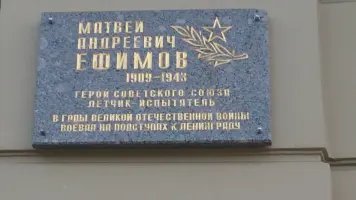 МАТВЕЙ
АНДРЕЕВИЧ
ЕФИМОВ
1909-1943
ГЕРОЙ СОВЕТСКОГО СОЮЗА
ЛЕТЧИК-ИСПЫТАТЕЛЬ
В ГОДЫ ВЕЛИКОЙ ОТЕЧЕСТВЕННОЙ ВОЙНЫ
ВОЕВАЛ НА ПОДСТУПАХ К ЛЕНИНГРАДУ